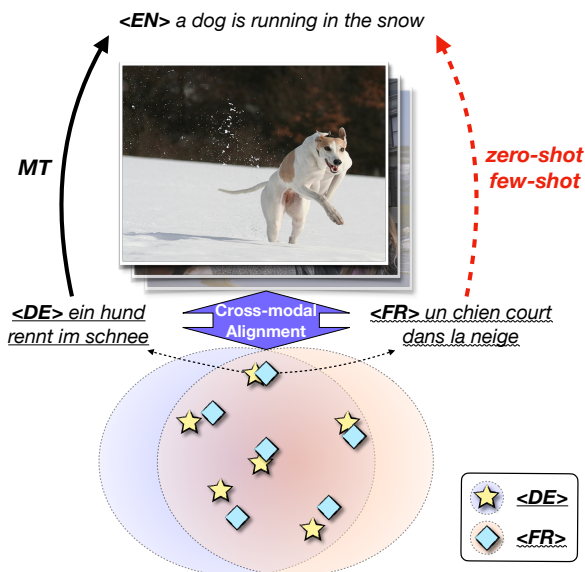 <EN> a dog is running in the snow
MT
zero-shot
few-shot
<DE> ein hund
rennt im schnee
Cross-modal
Alignment
<FR> un chien court
dans la neige
<DE>
<FR>